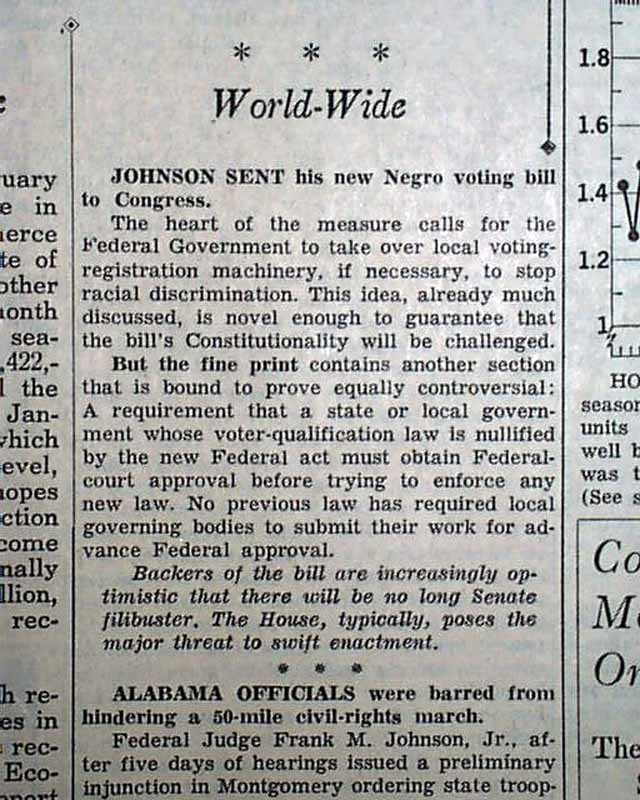 * * *
World-Wide
JOHNSON SENT his new Negro voting bill
to Congress.
The heart of the measure calls for the
Federal Government to take over local voting-
registration machinery, if necessary, to stop
racial discrimination. This idea, already much
discussed, is novel enough to guarantee that
the bill's Constitutionality will be challenged.
But the fine print contains another section
that is bound to prove equally controversial:
A requirement that a state or local govern-
ment whose voter-qualification law is nullified
by the new Federal act must obtain Federal-
court approval before trying to enforce any
new law. No previous law has required local
governing bodies to submit their work for ad-
vance Federal approval.
Backers of the bill are increasingly op-
timistic that there will be no long Senate
filibuster. The House, typically, poses the
major threat to swift enactment.
* * *
ALABAMA OFFICIALS were barred from
hindering a 50-mile civil-rights march.
Federal Judge Frank M. Johnson, Jr., af-
ter five days of hearings issued a preliminary
injunction in Montgomery ordering state troop-
uary
e in
erce
te of
other
month
sea-
,422,-
the
Jan-
which
evel,
hopes
ction
come
nally
llion,
rec-
h re-
es in
rec-
Eco-
1.8
1.6
1.4
1.2
1
HO
season
units
well b
was t
(See s
Co
Mo
Or
The